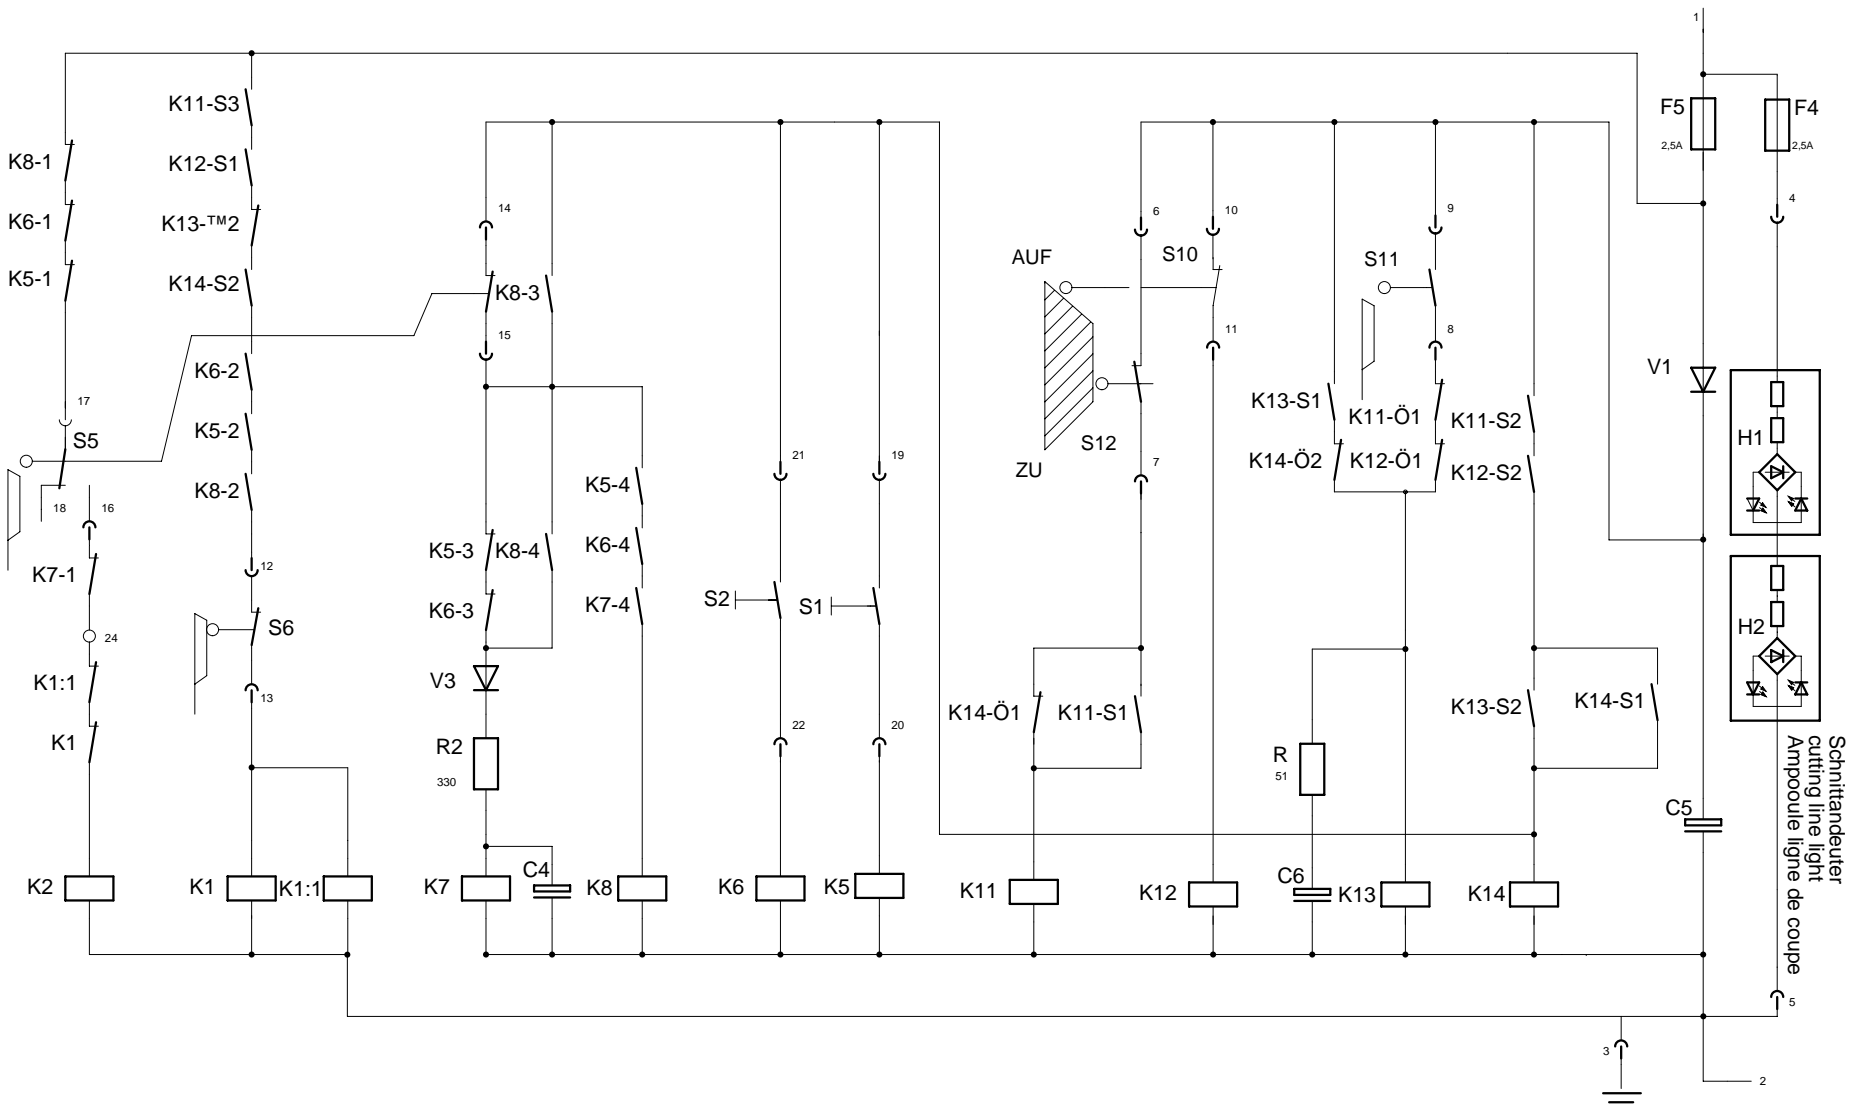 1
K11-S3
F5
2,5A
F4
2,5A
K8-1
K12-S1
K6-1
K13-™2
14
6
10
9
4
K5-1
K14-S2
K8-3
AUF
S10
S11
15
11
8
K6-2
V1
17
K5-2
K13-S1
K11-Ö1
K11-S2
S5
S12
H1
K8-2
21
19
ZU
7
K14-Ö2
K12-Ö1
K12-S2
18
16
K5-4
K5-3
K8-4
K6-4
K7-1
12
K6-3
K7-4
S2
S1
24
S6
H2
K1:1
V3
13
K14-Ö1
K11-S1
K13-S2
K14-S1
K1
R2
330
22
20
R
51
Schnittandeuter
cutting line light
Ampooule ligne de coupe
C5
K2
K1
K1:1
K7
C4
K8
K6
K5
K11
K12
C6
K13
K14
5
3
2